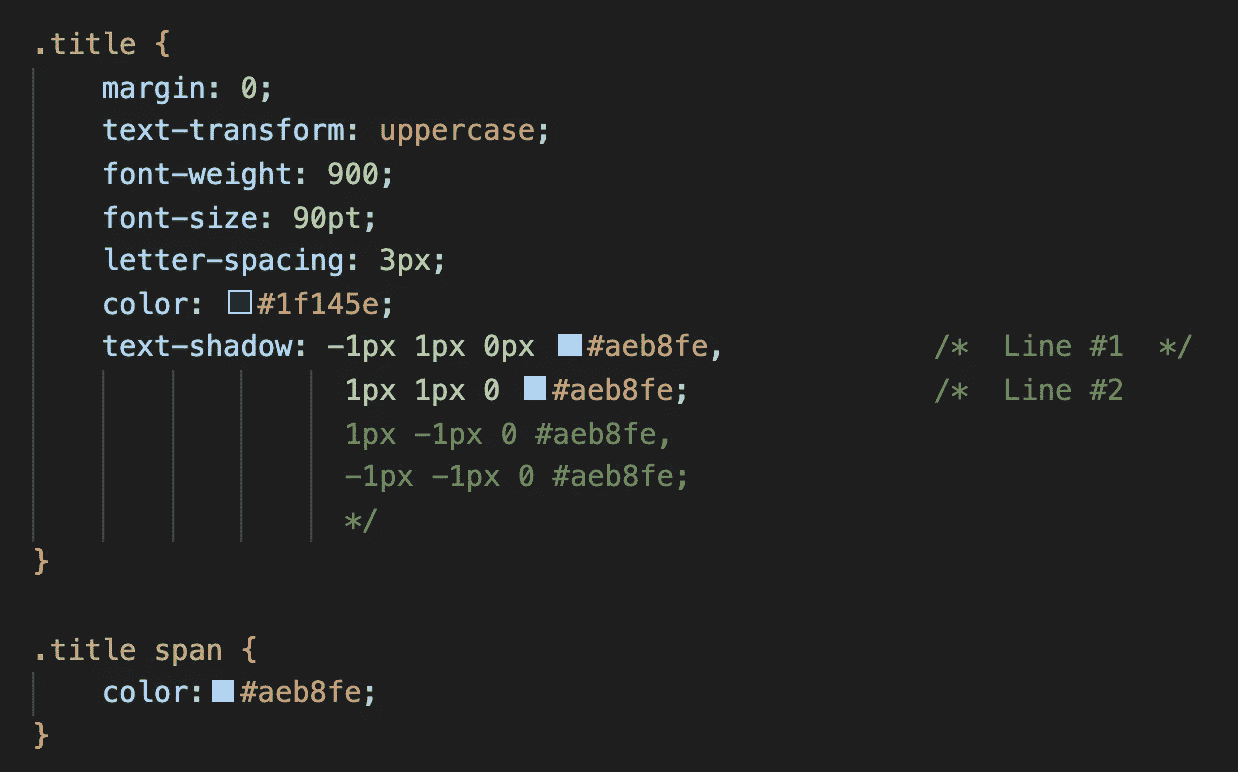 .title {
    margin: 0;
    text-transform: uppercase;
    font-weight: 900;
    font-size: 90pt;
    letter-spacing: 3px;
    color: #1f145e;
    text-shadow: -1px 1px 0px #aeb8fe,             /*  Line #1  */
                  1px 1px 0 #aeb8fe;               /*  Line #2
                  1px -1px 0 #aeb8fe,
                  -1px -1px 0 #aeb8fe;
                  */
}

.title span {
    color: #aeb8fe;
}